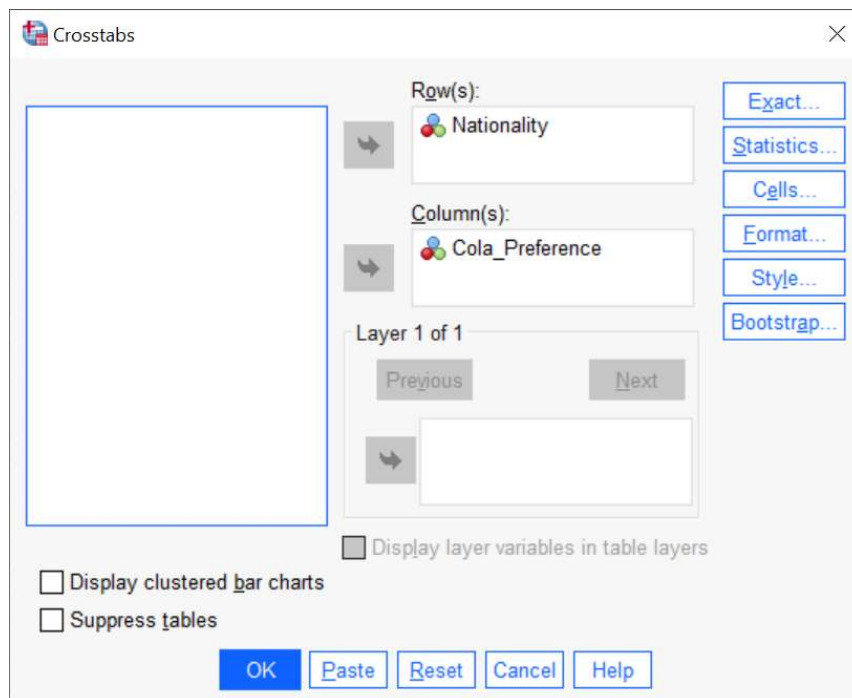 Crosstabs
Row(s):
Nationality
Column(s):
Cola_Preference
Layer 1 of 1
Previous
Next
Display layer variables in table layers
Display clustered bar charts
Suppress tables
Exact...
Statistics...
Cells...
Format...
Style...
Bootstrap...
OK
Paste
Reset
Cancel
Help